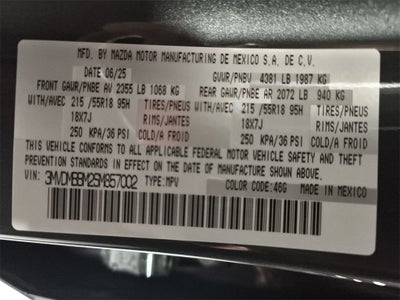 MFD. BY MAZDA MOTOR MANUFACTURING DE MEXICO S.A. DE C.V.
DATE 06/25 GVWR/PNBV 4381 LB 1987 KG
FRONT GAWR/PNBE AV 2355 LB 1068 KG REAR GAWR/PNBE AR 2072 LB 940 KG
WITH/AVEC 215 /55R18 95H TIRES/PNEUS WITH/AVEC 215 /55R18 95H TIRES/PNEUS
18X7J RIMS/JANTES 18X7J RIMS/JANTES
250 KPA/36 PSI COLD/A FROID 250 KPA/36 PSI COLD/A FROID
THIS VEHICLE CONFORMS TO ALL APPLICABLE FEDERAL MOTOR VEHICLE SAFETY, BUMPER, AND THEFT
PREVENTION STANDARDS IN EFFECT ON THE DATE OF MANUFACTURE SHOWN ABOVE.
VIN: TYPE: MPV COLOR CODE: 46G MADE IN MEXICO